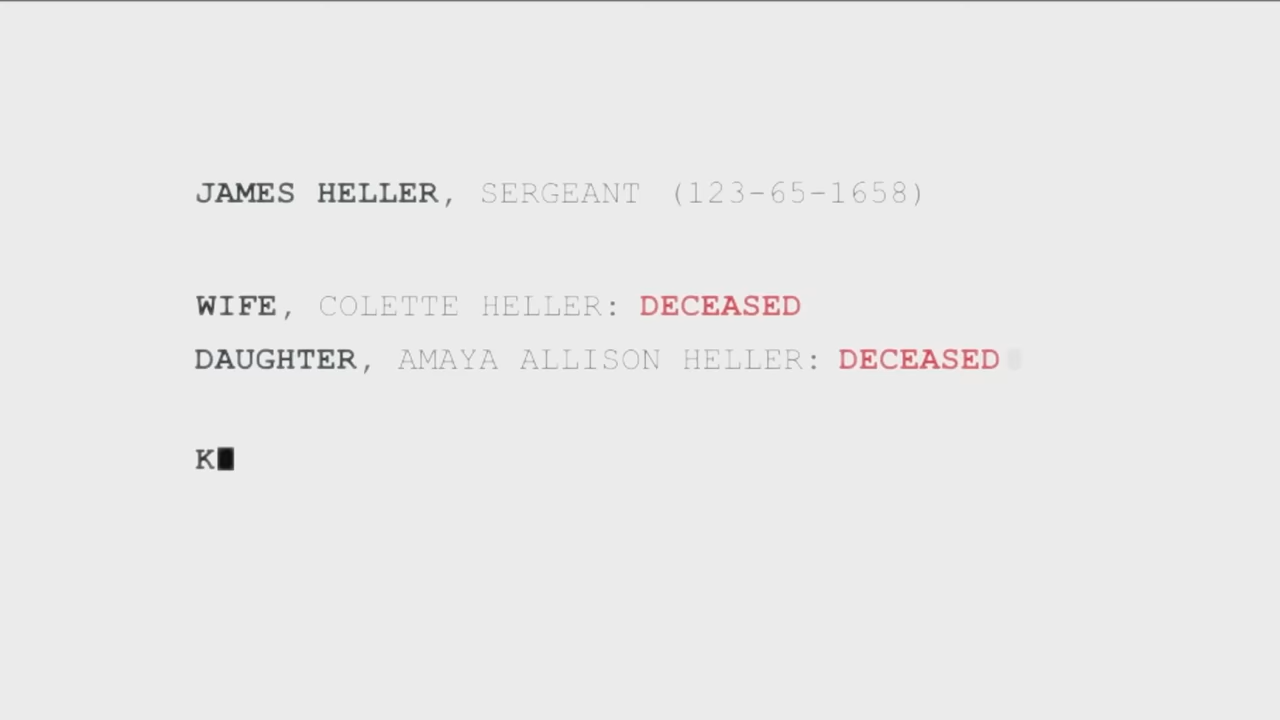 JAMES HELLER, SERGEANT (123-65-1658)
WIFE, COLETTE HELLER: DECEASED
DAUGHTER, AMAYA ALLISON HELLER: DECEASED
K